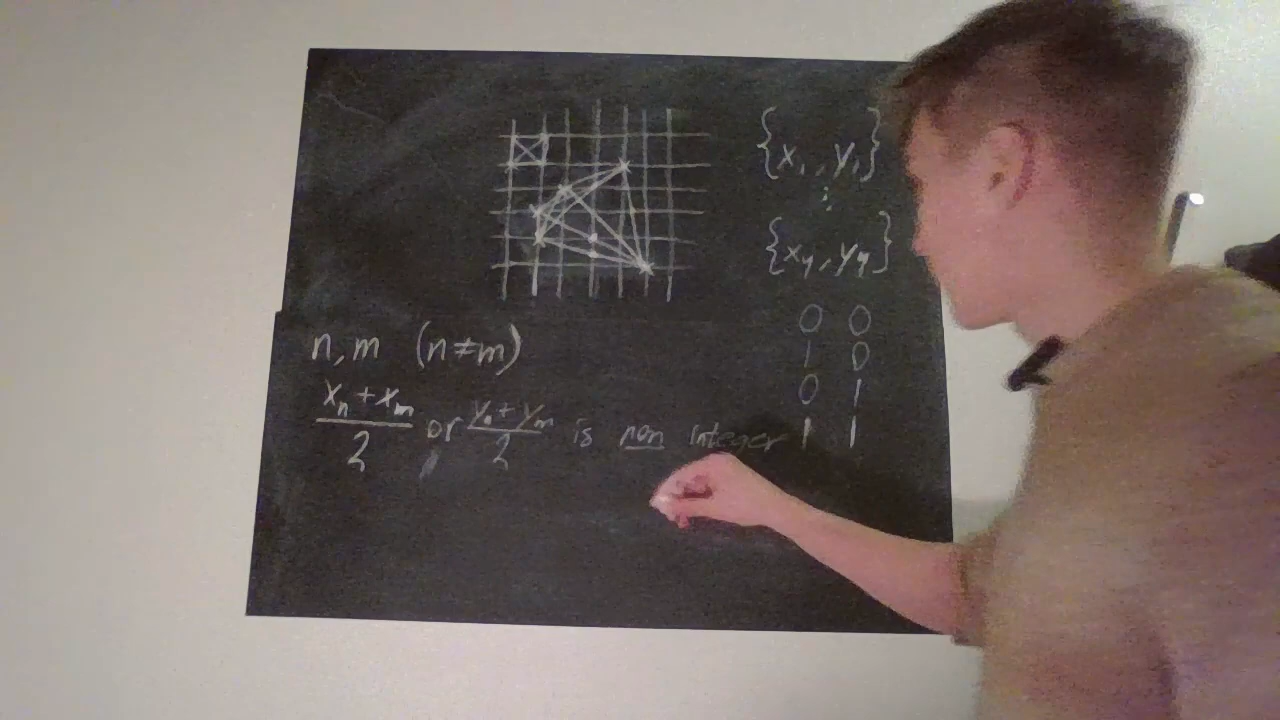 {x₁, y₁}
⋮
{x₄, y₄}
0 0
1 0
0 1
1 1
n, m (n≠m)
(xₙ + xₘ)/2 or (yₙ + yₘ)/2 is non integer